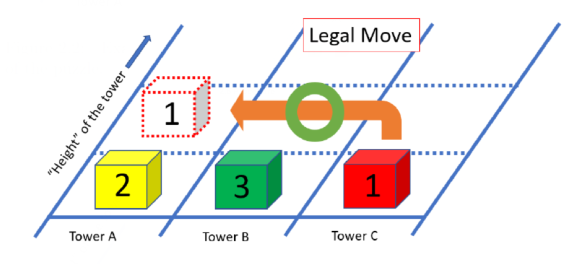 Legal Move
"Height" of the tower
1
2
3
1
Tower A
Tower B
Tower C